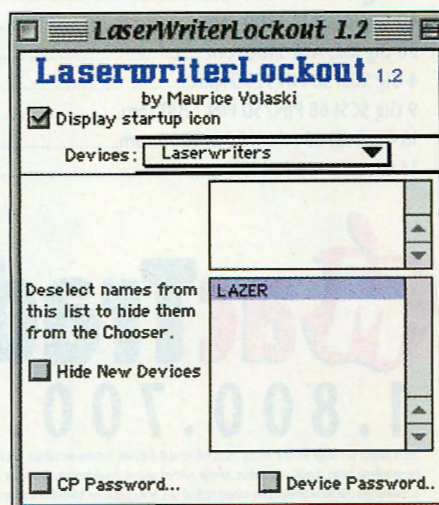 LaserWriterLockout 1.2
LaserwriterLockout 1.2
by Maurice Volaski
Display startup icon
Devices: Laserwriters
LAZER
Deselect names from
this list to hide them
from the Chooser.
Hide New Devices
CP Password...
Device Password..